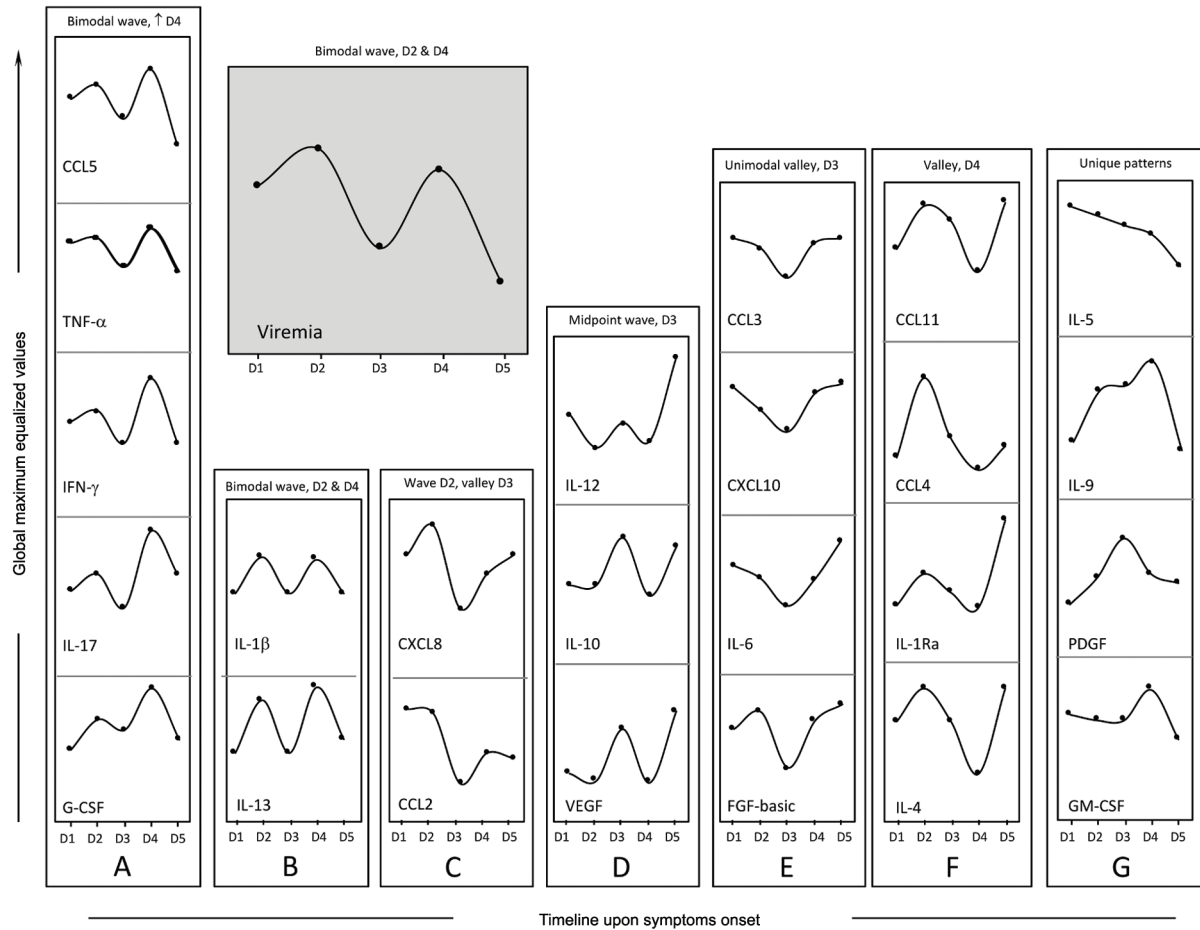 Bimodal wave, ↑ D4
CCL5
TNF-α
IFN-γ
IL-17
G-CSF
D1 D2 D3 D4 D5
A
Bimodal wave, D2 & D4
Viremia
D1 D2 D3 D4 D5
Bimodal wave, D2 & D4
IL-1β
IL-13
D1 D2 D3 D4 D5
B
Wave D2, valley D3
CXCL8
CCL2
D1 D2 D3 D4 D5
C
Midpoint wave, D3
IL-12
IL-10
VEGF
D1 D2 D3 D4 D5
D
Unimodal valley, D3
CCL3
CXCL10
IL-6
FGF-basic
D1 D2 D3 D4 D5
E
Valley, D4
CCL11
CCL4
IL-1Ra
IL-4
D1 D2 D3 D4 D5
F
Unique patterns
IL-5
IL-9
PDGF
GM-CSF
D1 D2 D3 D4 D5
G
Global maximum equalized values
Timeline upon symptoms onset